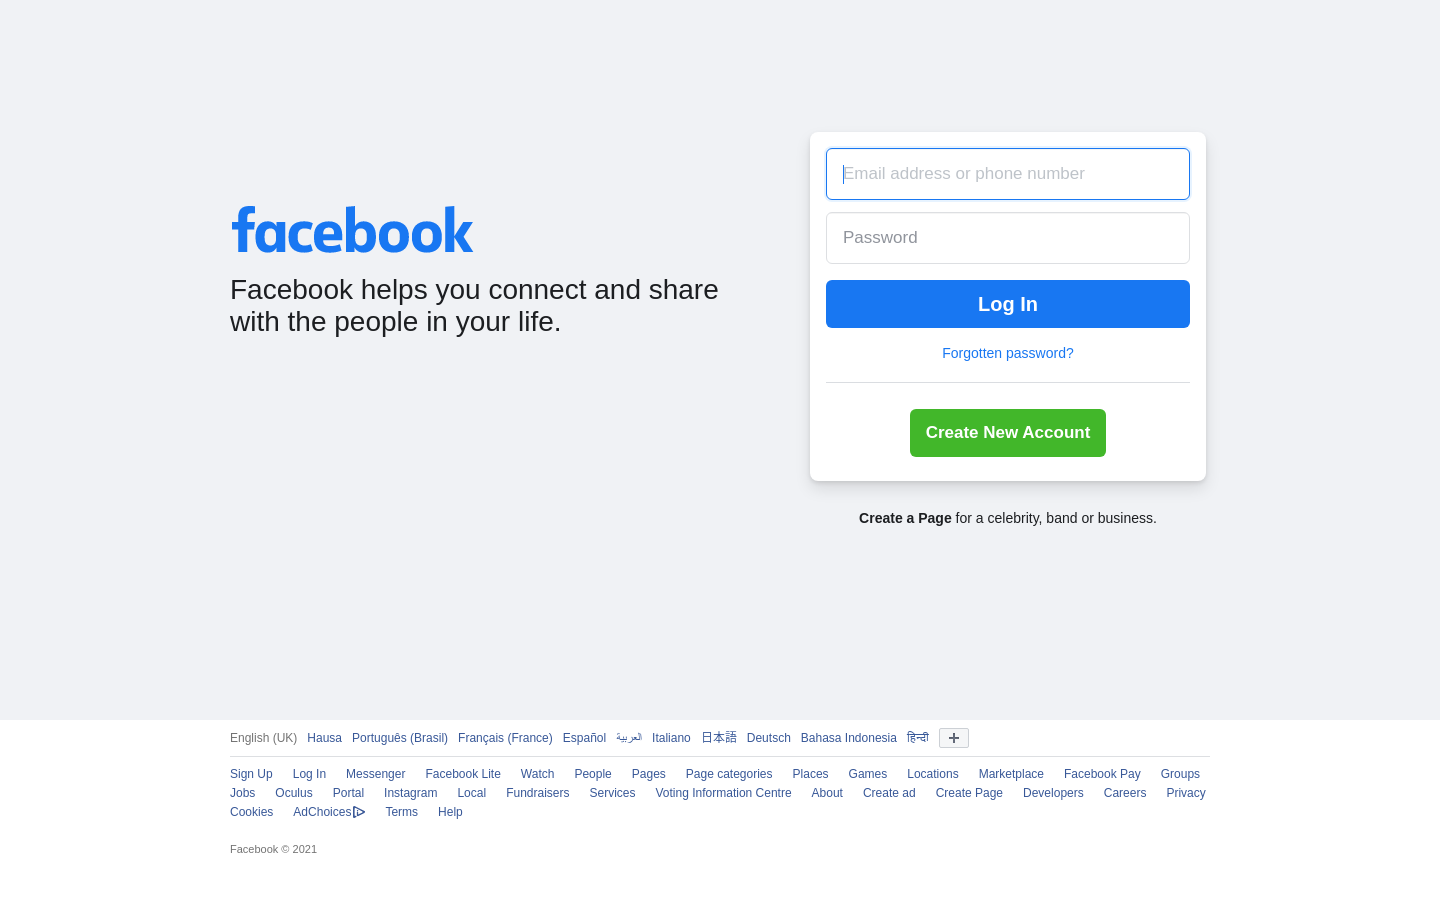 facebook
Facebook helps you connect and share
with the people in your life.
Email address or phone number
Password
Log In
Forgotten password?
Create New Account
Create a Page for a celebrity, band or business.
English (UK) Hausa Português (Brasil) Français (France) Español العربية Italiano 日本語 Deutsch Bahasa Indonesia हिन्दी
Sign Up Log In Messenger Facebook Lite Watch People Pages Page categories Places Games Locations Marketplace Facebook Pay Groups
Jobs Oculus Portal Instagram Local Fundraisers Services Voting Information Centre About Create ad Create Page Developers Careers Privacy
Cookies AdChoices Terms Help
Facebook © 2021